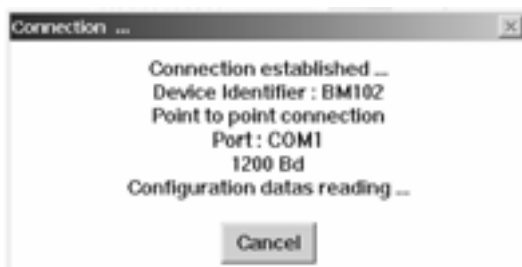 Connection ...
Connection established ...
Device Identifier : BM102
Point to point connection
Port : COM1
1200 Bd
Configuration datas reading ...
Cancel